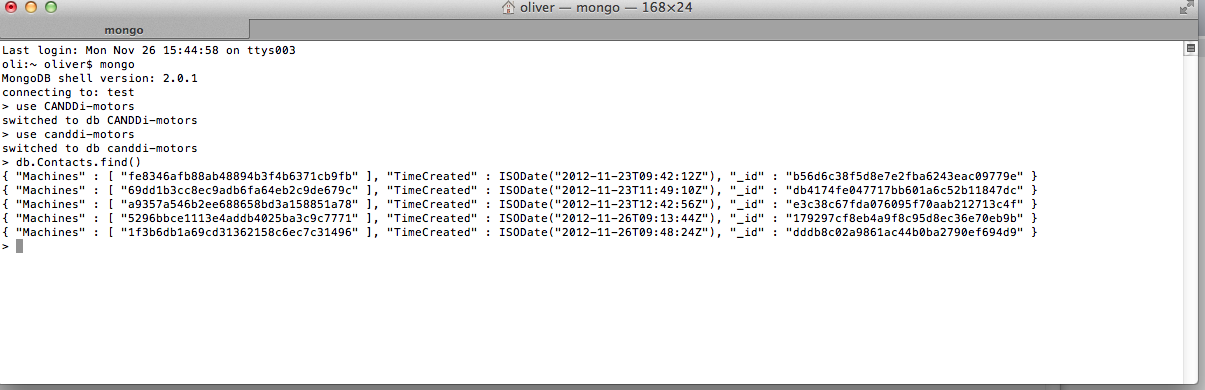 oliver — mongo — 168×24
mongo
Last login: Mon Nov 26 15:44:58 on ttys003
oli:~ oliver$ mongo
MongoDB shell version: 2.0.1
connecting to: test
> use CANDDi-motors
switched to db CANDDi-motors
> use canddi-motors
switched to db canddi-motors
> db.Contacts.find()
{ "Machines" : [ "fe8346afb88ab48894b3f4b6371cb9fb" ], "TimeCreated" : ISODate("2012-11-23T09:42:12Z"), "_id" : "b56d6c38f5d8e7e2fba6243eac09779e" }
{ "Machines" : [ "69dd1b3cc8ec9adb6fa64eb2c9de679c" ], "TimeCreated" : ISODate("2012-11-23T11:49:10Z"), "_id" : "db4174fe047717bb601a6c52b11847dc" }
{ "Machines" : [ "a9357a546b2ee688658bd3a158851a78" ], "TimeCreated" : ISODate("2012-11-23T12:42:56Z"), "_id" : "e3c38c67fda076095f70aab212713c4f" }
{ "Machines" : [ "5296bbce1113e4addb4025ba3c9c7771" ], "TimeCreated" : ISODate("2012-11-26T09:13:44Z"), "_id" : "179297cf8eb4a9f8c95d8ec36e70eb9b" }
{ "Machines" : [ "1f3b6db1a69cd31362158c6ec7c31496" ], "TimeCreated" : ISODate("2012-11-26T09:48:24Z"), "_id" : "dddb8c02a9861ac44b0ba2790ef694d9" }
>